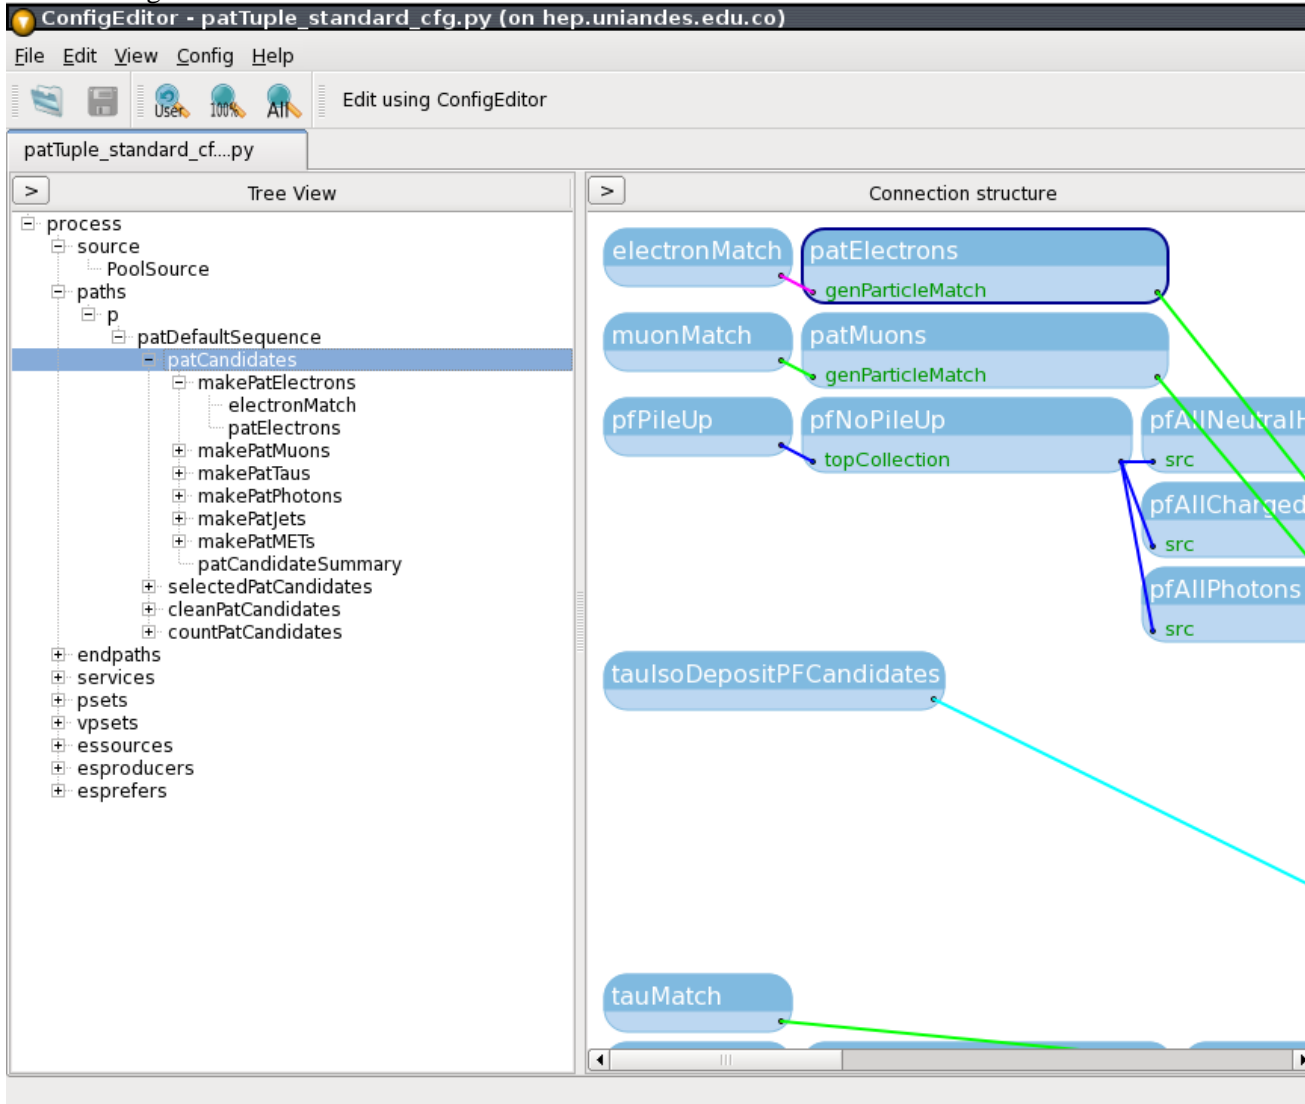 ConfigEditor - patTuple_standard_cfg.py (on hep.uniandes.edu.co)
File Edit View Config Help
User 100% All Edit using ConfigEditor
patTuple_standard_cf....py
> Tree View
process
source
PoolSource
paths
p
patDefaultSequence
patCandidates
makePatElectrons
electronMatch
patElectrons
makePatMuons
makePatTaus
makePatPhotons
makePatJets
makePatMETs
patCandidateSummary
selectedPatCandidates
cleanPatCandidates
countPatCandidates
endpaths
services
psets
vpsets
essources
esproducers
esprefers
> Connection structure
electronMatch patElectrons
genParticleMatch
muonMatch patMuons
genParticleMatch
pfPileUp pfNoPileUp pfAllNeutralH
topCollection src
pfAllCharged
src
pfAllPhotons
src
tauIsoDepositPFCandidates
tauMatch